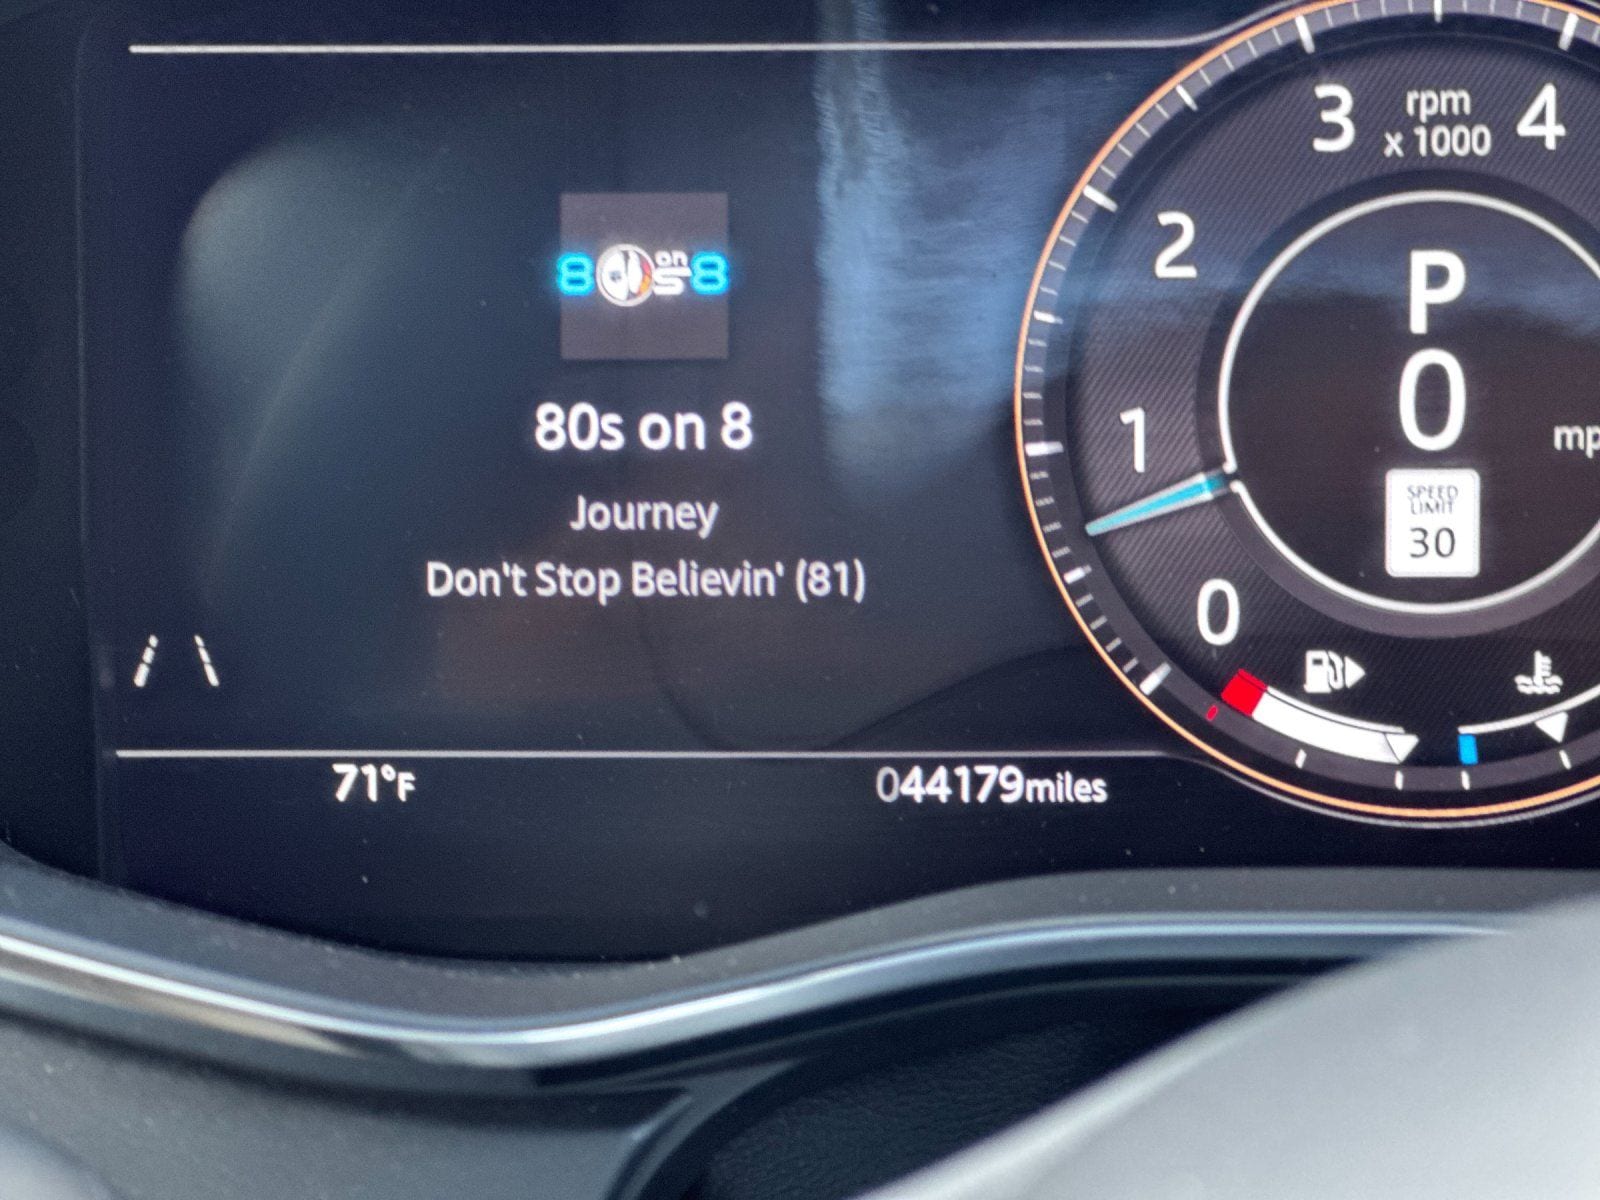 80s on 8
80s on 8
Journey
Don't Stop Believin' (81)
71°F
044179miles
3 rpm 4
x 1000
2
1
0
P
0
SPEED
LIMIT
30